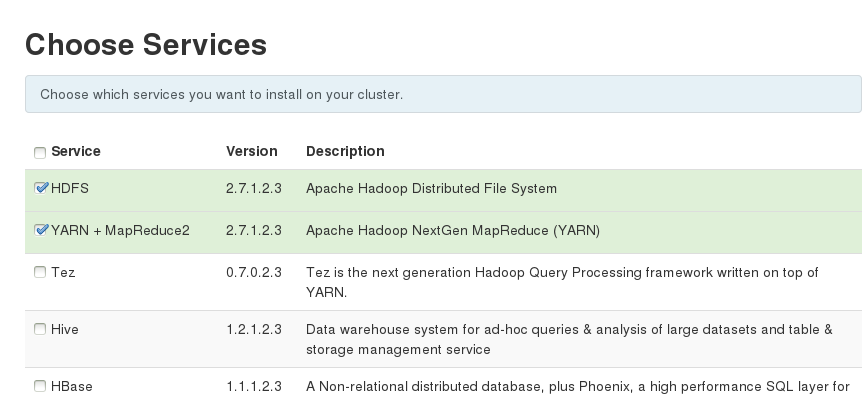 Choose Services
Choose which services you want to install on your cluster.
Service Version Description
HDFS 2.7.1.2.3 Apache Hadoop Distributed File System
YARN + MapReduce2 2.7.1.2.3 Apache Hadoop NextGen MapReduce (YARN)
Tez 0.7.0.2.3 Tez is the next generation Hadoop Query Processing framework written on top of
YARN.
Hive 1.2.1.2.3 Data warehouse system for ad-hoc queries & analysis of large datasets and table &
storage management service
HBase 1.1.1.2.3 A Non-relational distributed database, plus Phoenix, a high performance SQL layer for